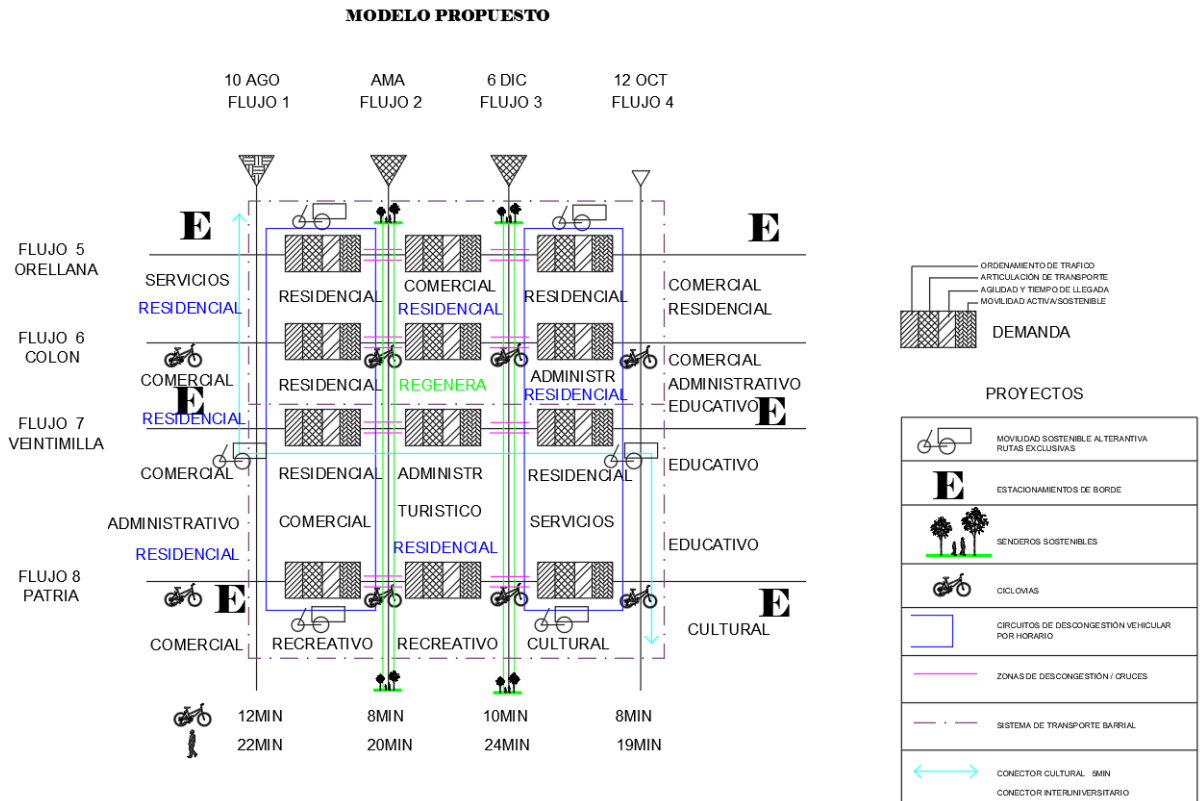 MODELO PROPUESTO
10 AGO
FLUJO 1
AMA
FLUJO 2
6 DIC
FLUJO 3
12 OCT
FLUJO 4
E
E
FLUJO 5
ORELLANA
SERVICIOS
RESIDENCIAL
RESIDENCIAL
COMERCIAL
RESIDENCIAL
RESIDENCIAL
COMERCIAL
RESIDENCIAL
FLUJO 6
COLON
COMERCIAL
RESIDENCIAL
REGENERA
ADMINISTR
RESIDENCIAL
COMERCIAL
ADMINISTRATIVO
EDUCATIVO
E
RESIDENCIAL
E
FLUJO 7
VEINTIMILLA
COMERCIAL
RESIDENCIAL
ADMINISTR
RESIDENCIAL
EDUCATIVO
ADMINISTRATIVO
RESIDENCIAL
COMERCIAL
TURISTICO
RESIDENCIAL
SERVICIOS
EDUCATIVO
FLUJO 8
PATRIA
E
E
COMERCIAL
RECREATIVO
RECREATIVO
CULTURAL
CULTURAL
12MIN
8MIN
10MIN
8MIN
22MIN
20MIN
24MIN
19MIN
ORDENAMIENTO DE TRAFICO
ARTICULACIÓN DE TRANSPORTE
AGILIDAD Y TIEMPO DE LLEGADA
MOVILIDAD ACTIVA/SOSTENIBLE
DEMANDA
PROYECTOS
MOVILIDAD SOSTENIBLE ALTERANTIVA
RUTAS EXCLUSIVAS
E
ESTACIONAMIENTOS DE BORDE
SENDEROS SOSTENIBLES
CICLOVIAS
CIRCUITOS DE DESCONGESTIÓN VEHICULAR
POR HORARIO
ZONAS DE DESCONGESTIÓN / CRUCES
SISTEMA DE TRANSPORTE BARRIAL
CONECTOR CULTURAL 5MIN
CONECTOR INTERUNIVERSITARIO